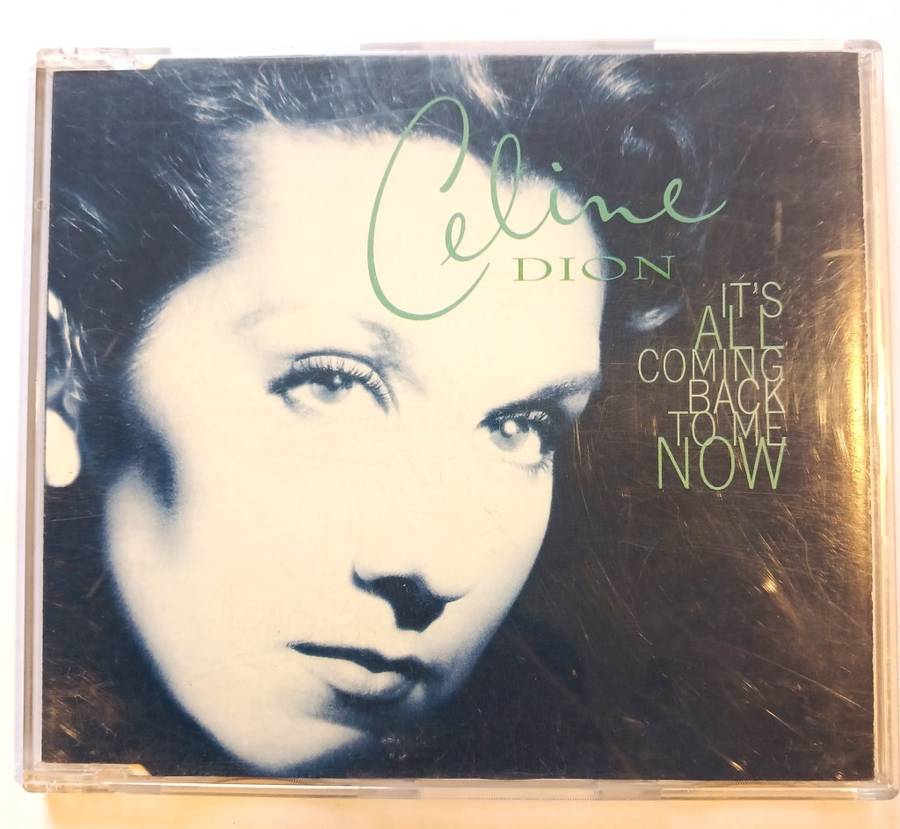 Celine
DION
IT'S
ALL
COMING
BACK
TO ME
NOW